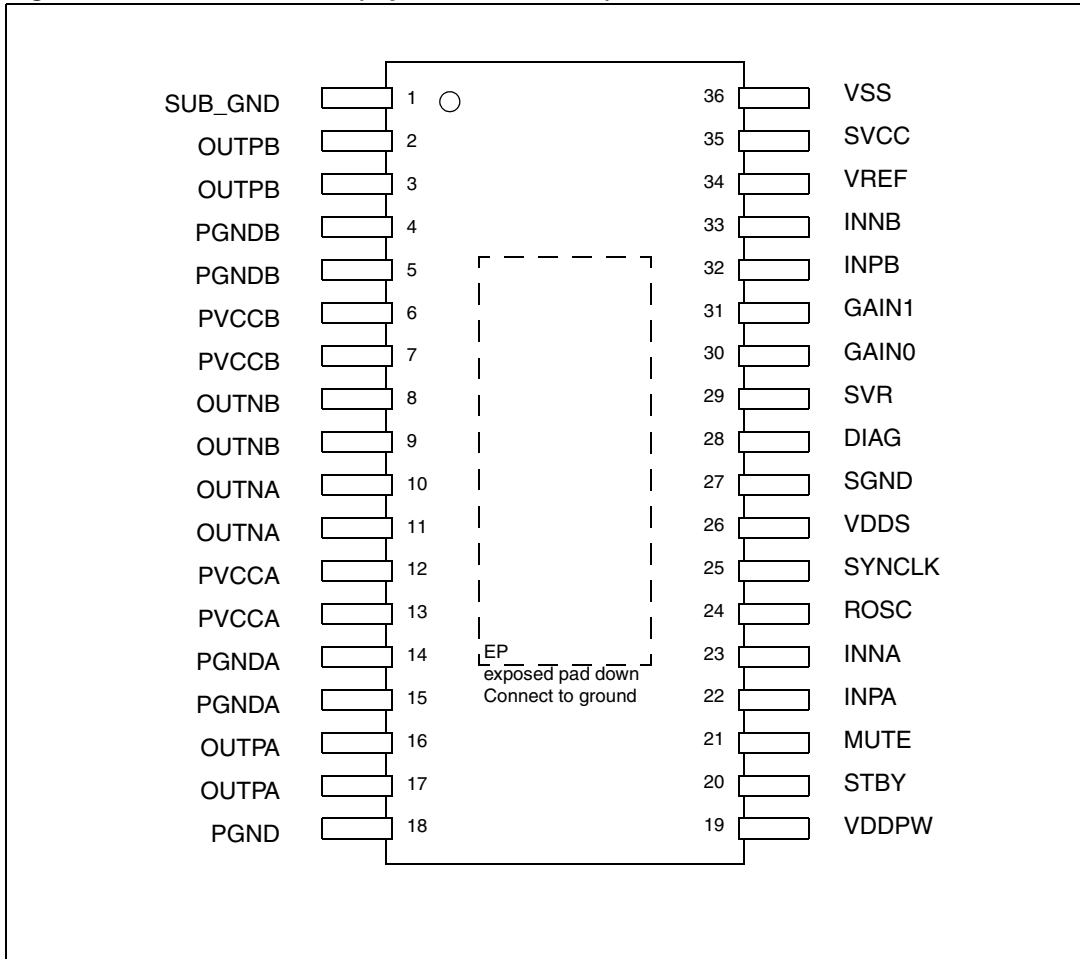 SUB_GND 1 36 VSS
OUTPB 2 35 SVCC
OUTPB 3 34 VREF
PGNDB 4 33 INNB
PGNDB 5 32 INPB
PVCCB 6 31 GAIN1
PVCCB 7 30 GAIN0
OUTNB 8 29 SVR
OUTNB 9 28 DIAG
OUTNA 10 27 SGND
OUTNA 11 26 VDDS
PVCCA 12 25 SYNCLK
PVCCA 13 24 ROSC
PGNDA 14 23 INNA
EP
exposed pad down
Connect to ground
PGNDA 15 22 INPA
OUTPA 16 21 MUTE
OUTPA 17 20 STBY
PGND 18 19 VDDPW